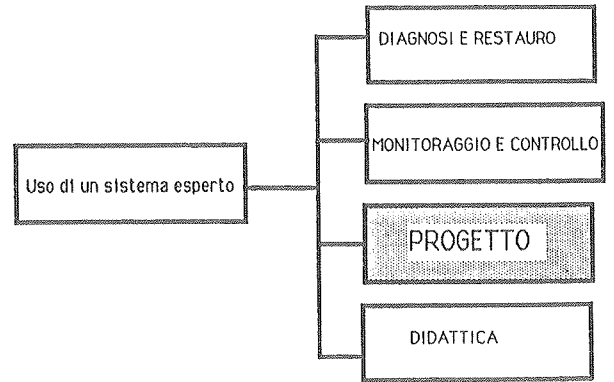 DIAGNOSI E RESTAURO
MONITORAGGIO E CONTROLLO
Uso di un sistema esperto
PROGETTO
DIDATTICA